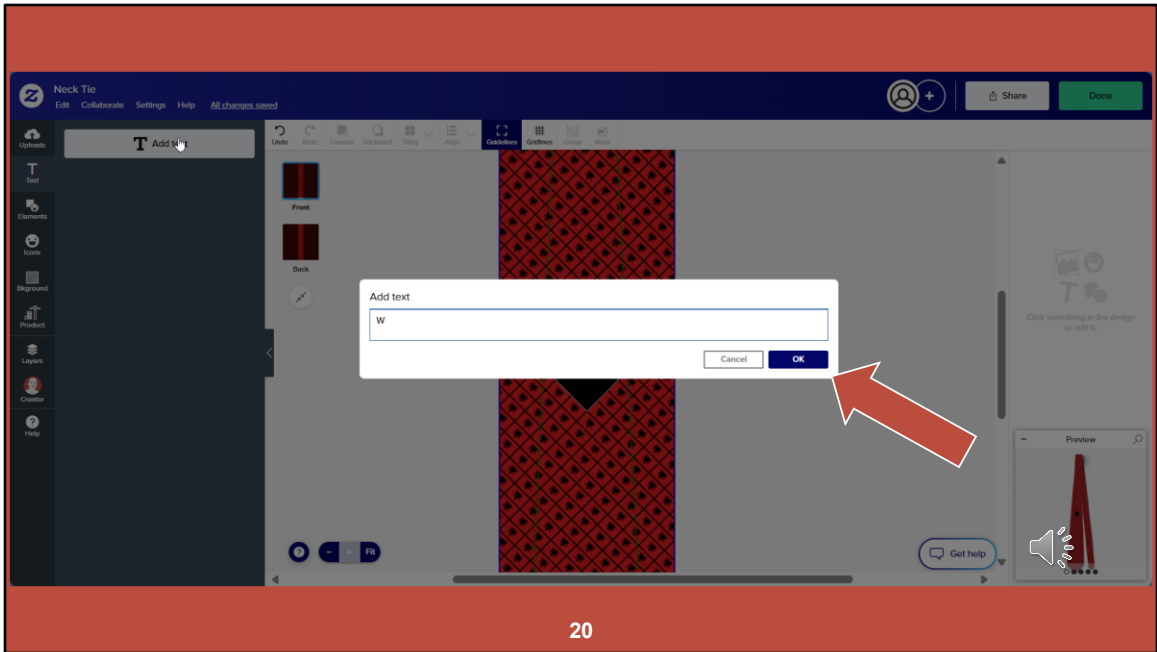 Neck Tie
Edit Collaborate Settings Help All changes saved
+
Share
Done
Uploads
T Add text
Undo Redo Forward Backward Tiling Align Guidelines Gridlines Group Mask
Text
Front
Elements
Icons
Back
Bkground
Add text
W
Product
Click something in the design
to edit it.
Layers
Cancel OK
Creator
Help
- Preview
? - + Fit
Get help
20